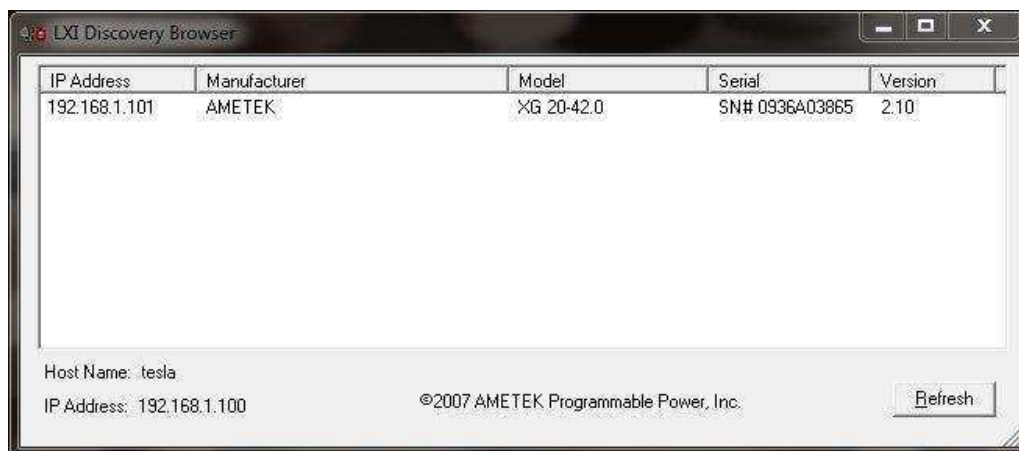 LXI Discovery Browser
IP Address Manufacturer Model Serial Version
192.168.1.101 AMETEK XG 20-42.0 SN# 0936A03865 2.10
Host Name: tesla
IP Address: 192.168.1.100
©2007 AMETEK Programmable Power, Inc.
Refresh